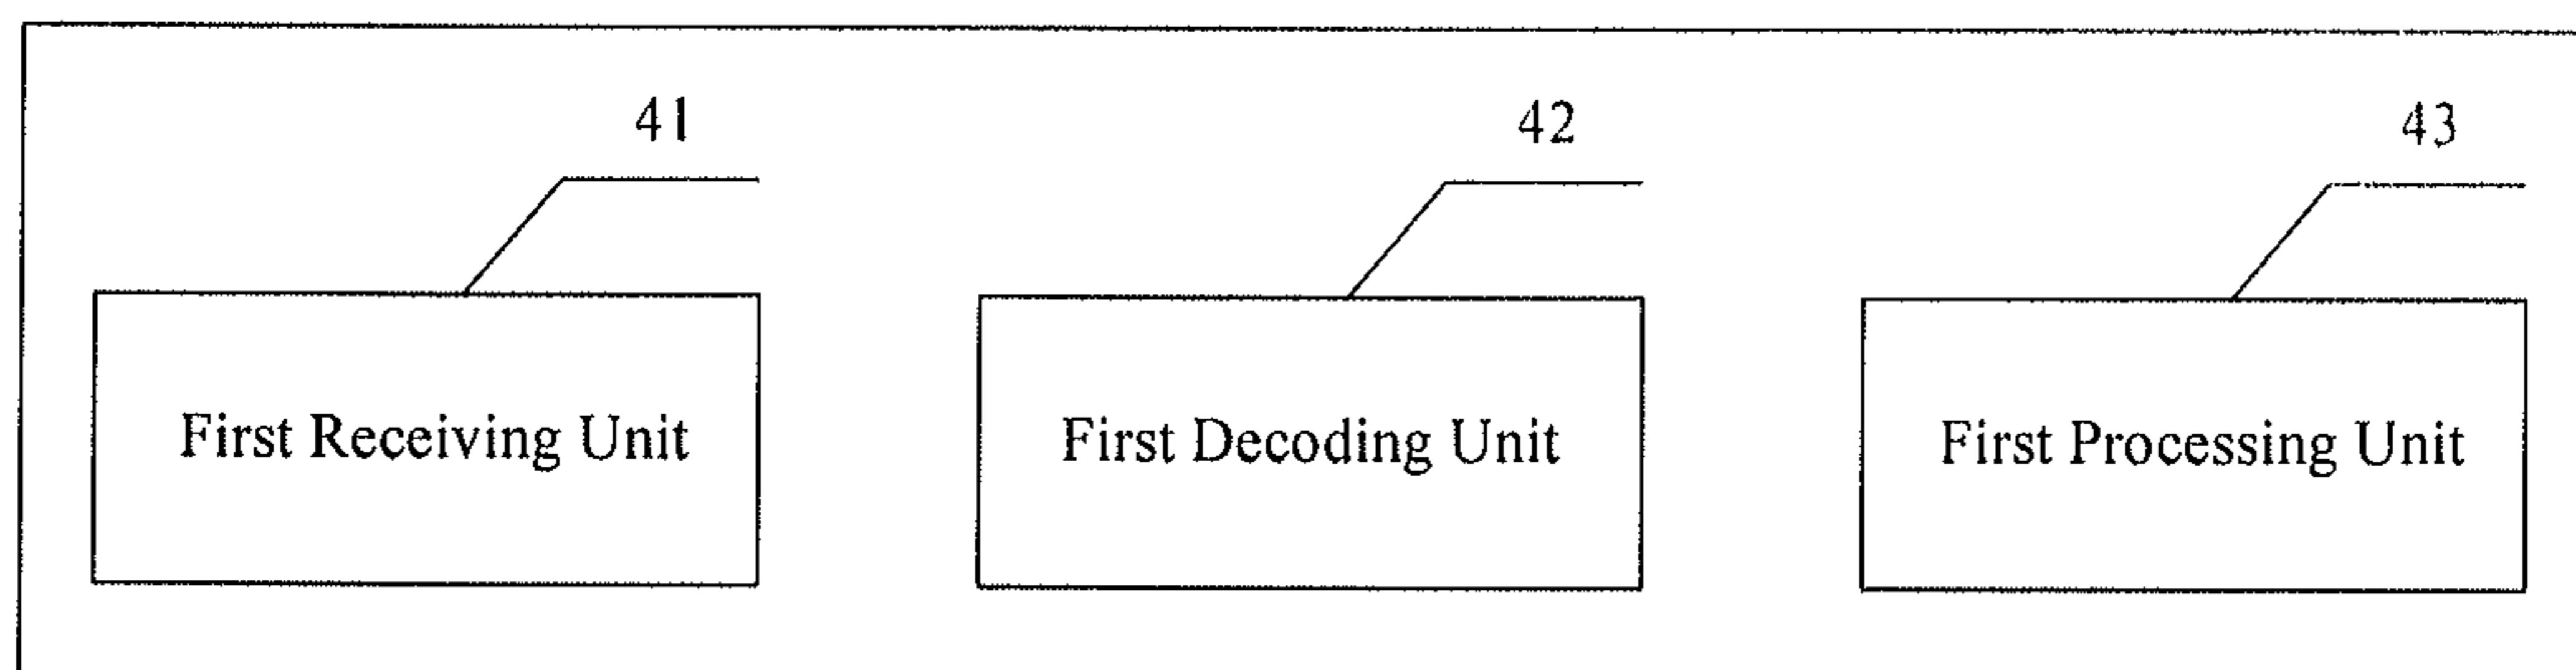 41
42
43
First Receiving Unit
First Decoding Unit
First Processing Unit